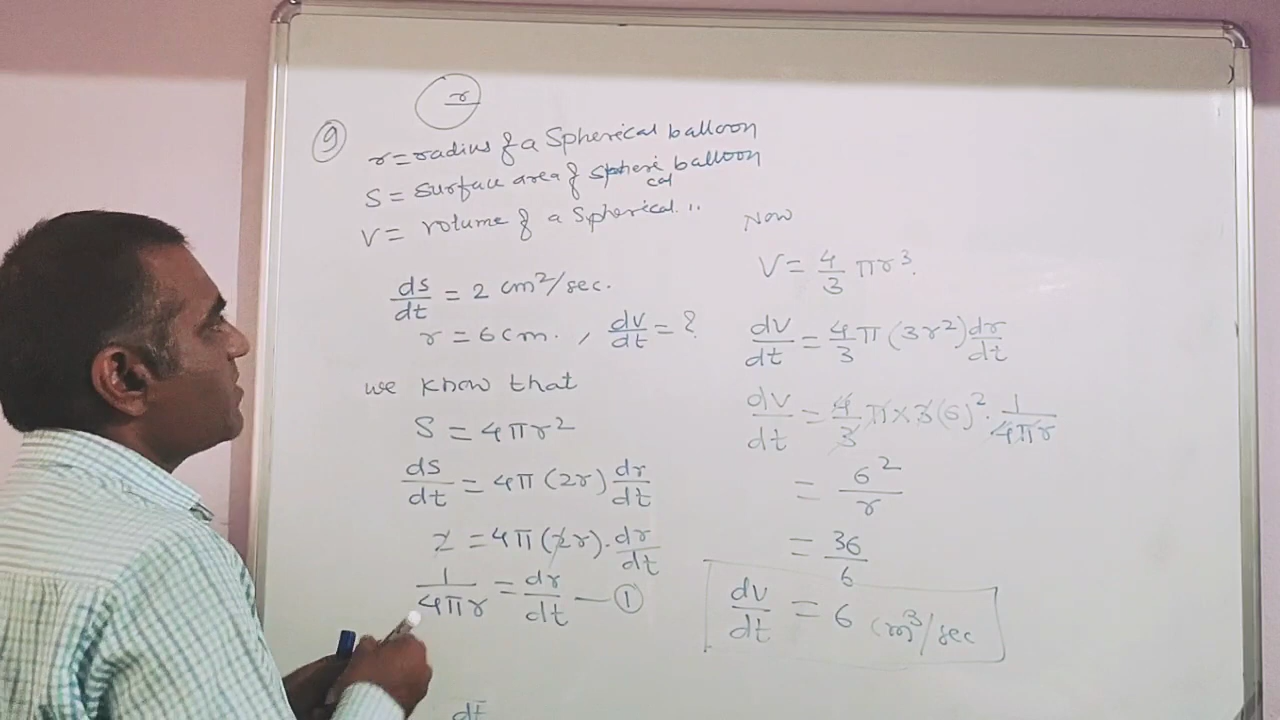 r
⑨
r = radius of a Spherical balloon
S = surface area of spherical balloon
V = volume of a Spherical "
ds/dt = 2 cm²/sec.
r = 6 cm. , dv/dt = ?
we know that
S = 4πr²
ds/dt = 4π (2r) dr/dt
2 = 4π (2r) . dr/dt
1/4πr = dr/dt — ①
dt
Now
V = 4/3 πr³.
dv/dt = 4/3 π (3r²) dr/dt
dv/dt = 4/3 π × 3 (6)² . 1/4πr
= 6²/r
= 36/6
dv/dt = 6 cm³/sec